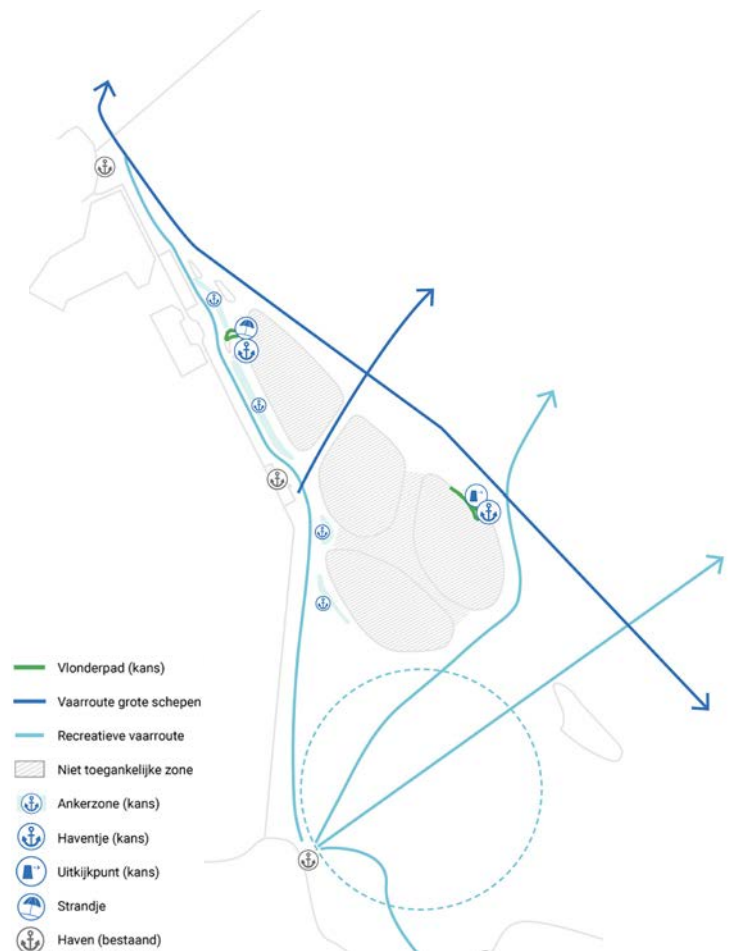 Vlonderpad (kans)
Vaarroute grote schepen
Recreatieve vaarroute
Niet toegankelijke zone
Ankerzone (kans)
Haventje (kans)
Uitkijkpunt (kans)
Strandje
Haven (bestaand)